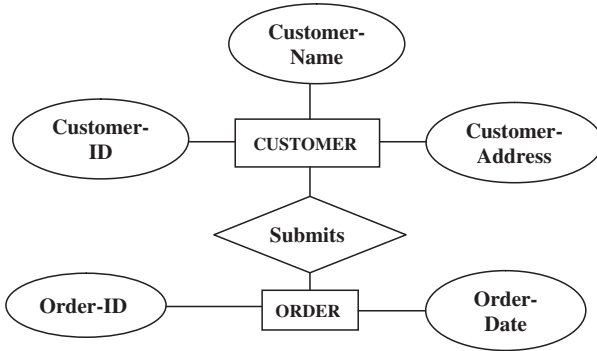 Customer-
Name
Customer-
ID
CUSTOMER
Customer-
Address
Submits
Order-ID
ORDER
Order-
Date